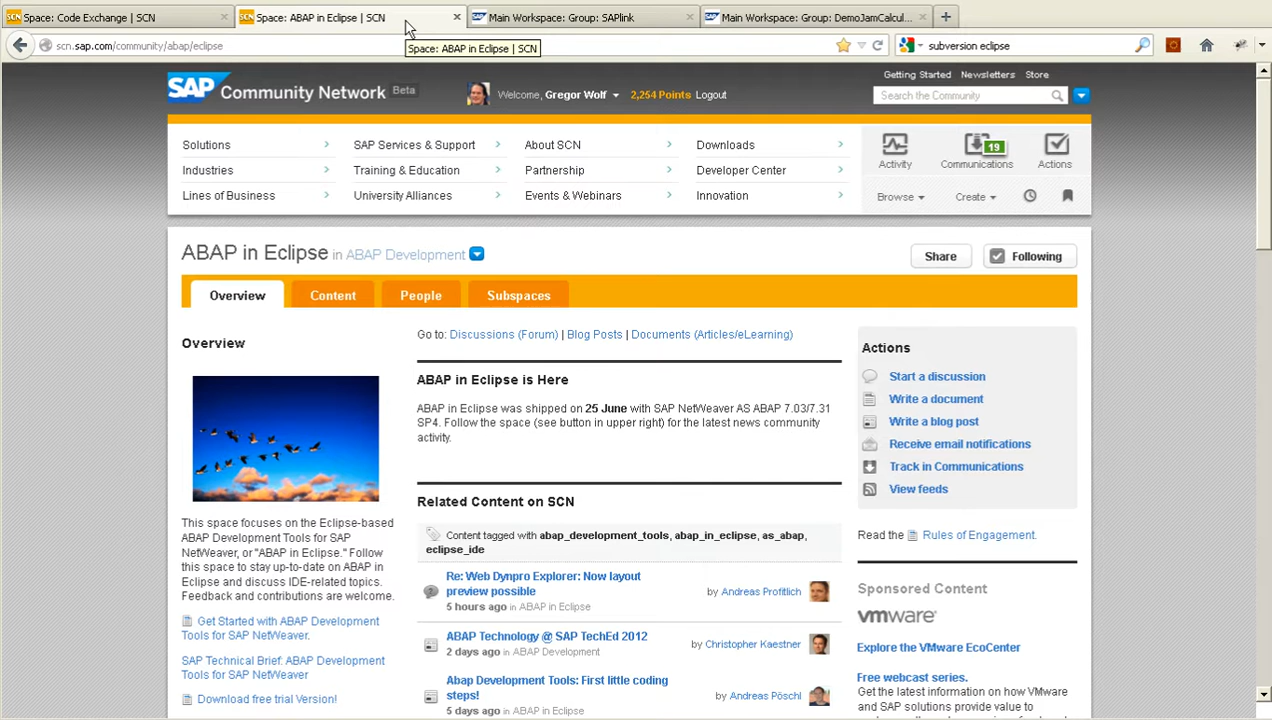 Space: Code Exchange | SCN
Space: ABAP in Eclipse | SCN
Main Workspace: Group: SAPlink
Main Workspace: Group: DemoJamCalcul...
scn.sap.com/community/abap/eclipse
Space: ABAP in Eclipse | SCN
subversion eclipse
Getting Started Newsletters Store
SAP Community Network Beta
Welcome, Gregor Wolf 2,254 Points Logout
Search the Community
Solutions SAP Services & Support About SCN Downloads
Industries Training & Education Partnership Developer Center
Lines of Business University Alliances Events & Webinars Innovation
19
Activity Communications Actions
Browse Create
ABAP in Eclipse in ABAP Development
Share Following
Overview Content People Subspaces
Overview
This space focuses on the Eclipse-based
ABAP Development Tools for SAP
NetWeaver, or "ABAP in Eclipse." Follow
this space to stay up-to-date on ABAP in
Eclipse and discuss IDE-related topics.
Feedback and contributions are welcome.
Get Started with ABAP Development
Tools for SAP NetWeaver.
SAP Technical Brief: ABAP Development
Tools for SAP NetWeaver
Download free trial Version!
Go to: Discussions (Forum) | Blog Posts | Documents (Articles/eLearning)
ABAP in Eclipse is Here
ABAP in Eclipse was shipped on 25 June with SAP NetWeaver AS ABAP 7.03/7.31
SP4. Follow the space (see button in upper right) for the latest news community
activity.
Related Content on SCN
Content tagged with abap_development_tools, abap_in_eclipse, as_abap,
eclipse_ide
Re: Web Dynpro Explorer: Now layout
preview possible
5 hours ago in ABAP in Eclipse
by Andreas Profitlich
ABAP Technology @ SAP TechEd 2012
2 days ago in ABAP Development
by Christopher Kaestner
Abap Development Tools: First little coding
steps!
5 days ago in ABAP in Eclipse
by Andreas Pöschl
Actions
Start a discussion
Write a document
Write a blog post
Receive email notifications
Track in Communications
View feeds
Read the Rules of Engagement.
Sponsored Content
vmware
Explore the VMware EcoCenter
Free webcast series.
Get the latest information on how VMware
and SAP solutions provide value to